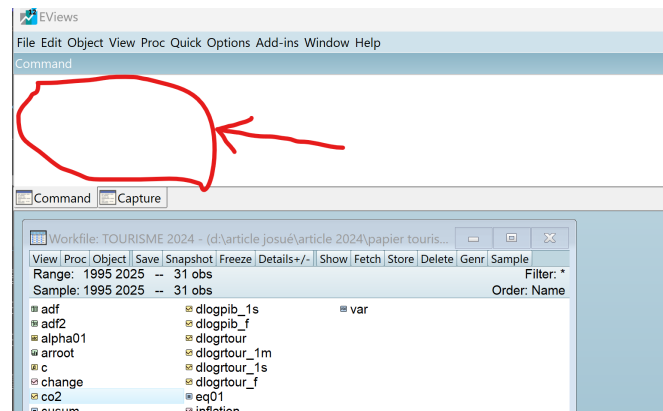 EViews
File Edit Object View Proc Quick Options Add-ins Window Help
Command
Command Capture
Workfile: TOURISME 2024 - (d:\article josué\article 2024\papier touris...
View Proc Object Save Snapshot Freeze Details+/- Show Fetch Store Delete Genr Sample
Range: 1995 2025 -- 31 obs Filter: *
Sample: 1995 2025 -- 31 obs Order: Name
adf dlogpib_1s var
adf2 dlogpib_f
alpha01 dlogrtour
arroot dlogrtour_1m
c dlogrtour_1s
change dlogrtour_f
co2 eq01
cusum inflation